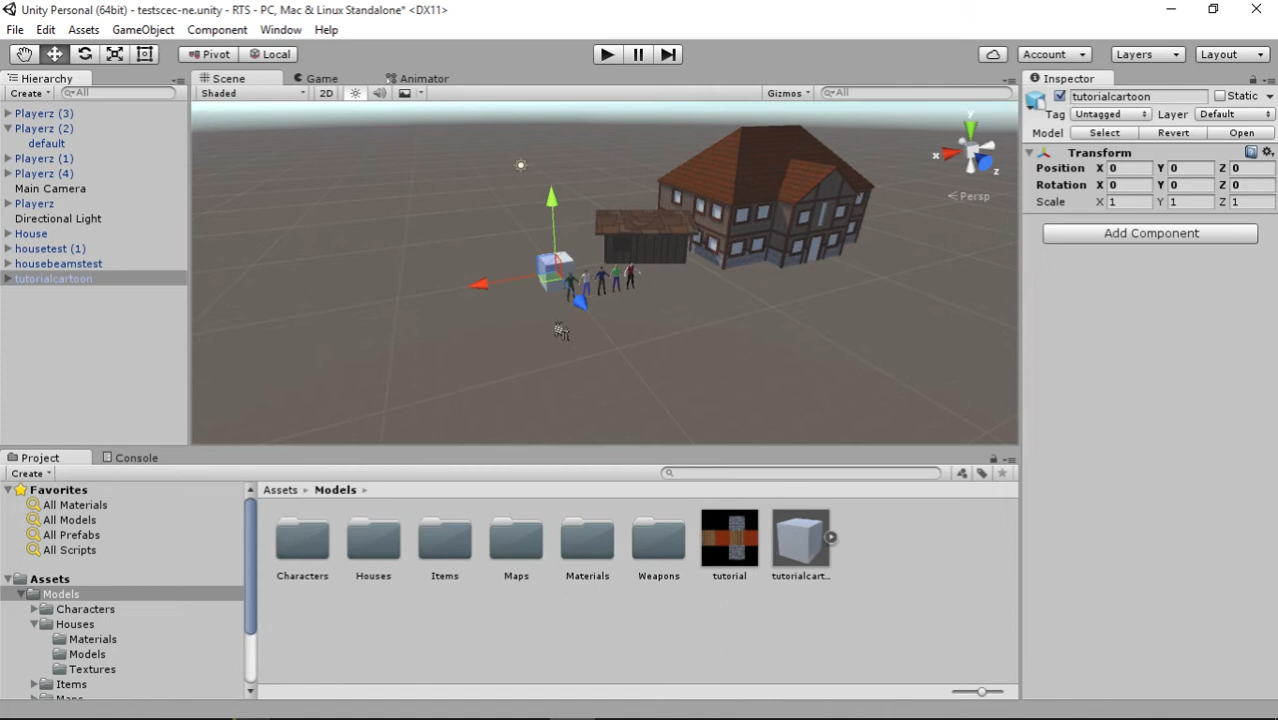 Unity Personal (64bit) - testscec-ne.unity - RTS - PC, Mac & Linux Standalone* <DX11>
File Edit Assets GameObject Component Window Help
Pivot Local Account Layers Layout
Hierarchy
Create All
Playerz (3)
Playerz (2)
default
Playerz (1)
Playerz (4)
Main Camera
Playerz
Directional Light
House
housetest (1)
housebeamstest
tutorialcartoon
Scene Game Animator
Shaded 2D Gizmos All
y
x
z
Persp
Inspector
tutorialcartoon Static
Tag Untagged Layer Default
Model Select Revert Open
Transform
Position X 0 Y 0 Z 0
Rotation X 0 Y 0 Z 0
Scale X 1 Y 1 Z 1
Add Component
Project Console
Create
Favorites
All Materials
All Models
All Prefabs
All Scripts
Assets
Models
Characters
Houses
Materials
Models
Textures
Items
Maps
Assets Models
Characters Houses Items Maps Materials Weapons tutorial tutorialcart...